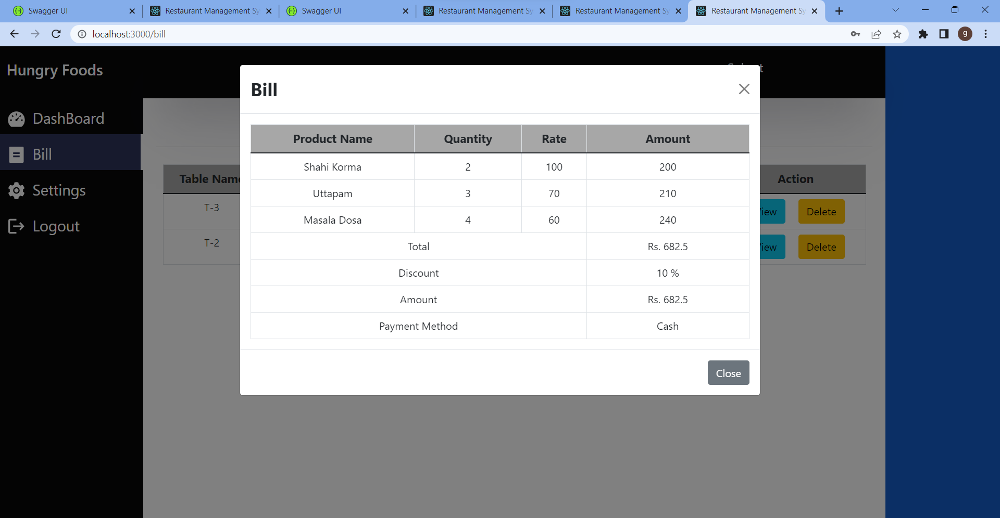 Swagger UI
Restaurant Management Sy
Swagger UI
Restaurant Management Sy
Restaurant Management Sy
Restaurant Management Sy
localhost:3000/bill
g
Hungry Foods
DashBoard
Bill
Settings
Logout
Bill
Product Name Quantity Rate Amount
Shahi Korma 2 100 200
Uttapam 3 70 210
Masala Dosa 4 60 240
Total Rs. 682.5
Discount 10 %
Amount Rs. 682.5
Payment Method Cash
Close
Table Name Action
T-3 iew Delete
T-2 iew Delete